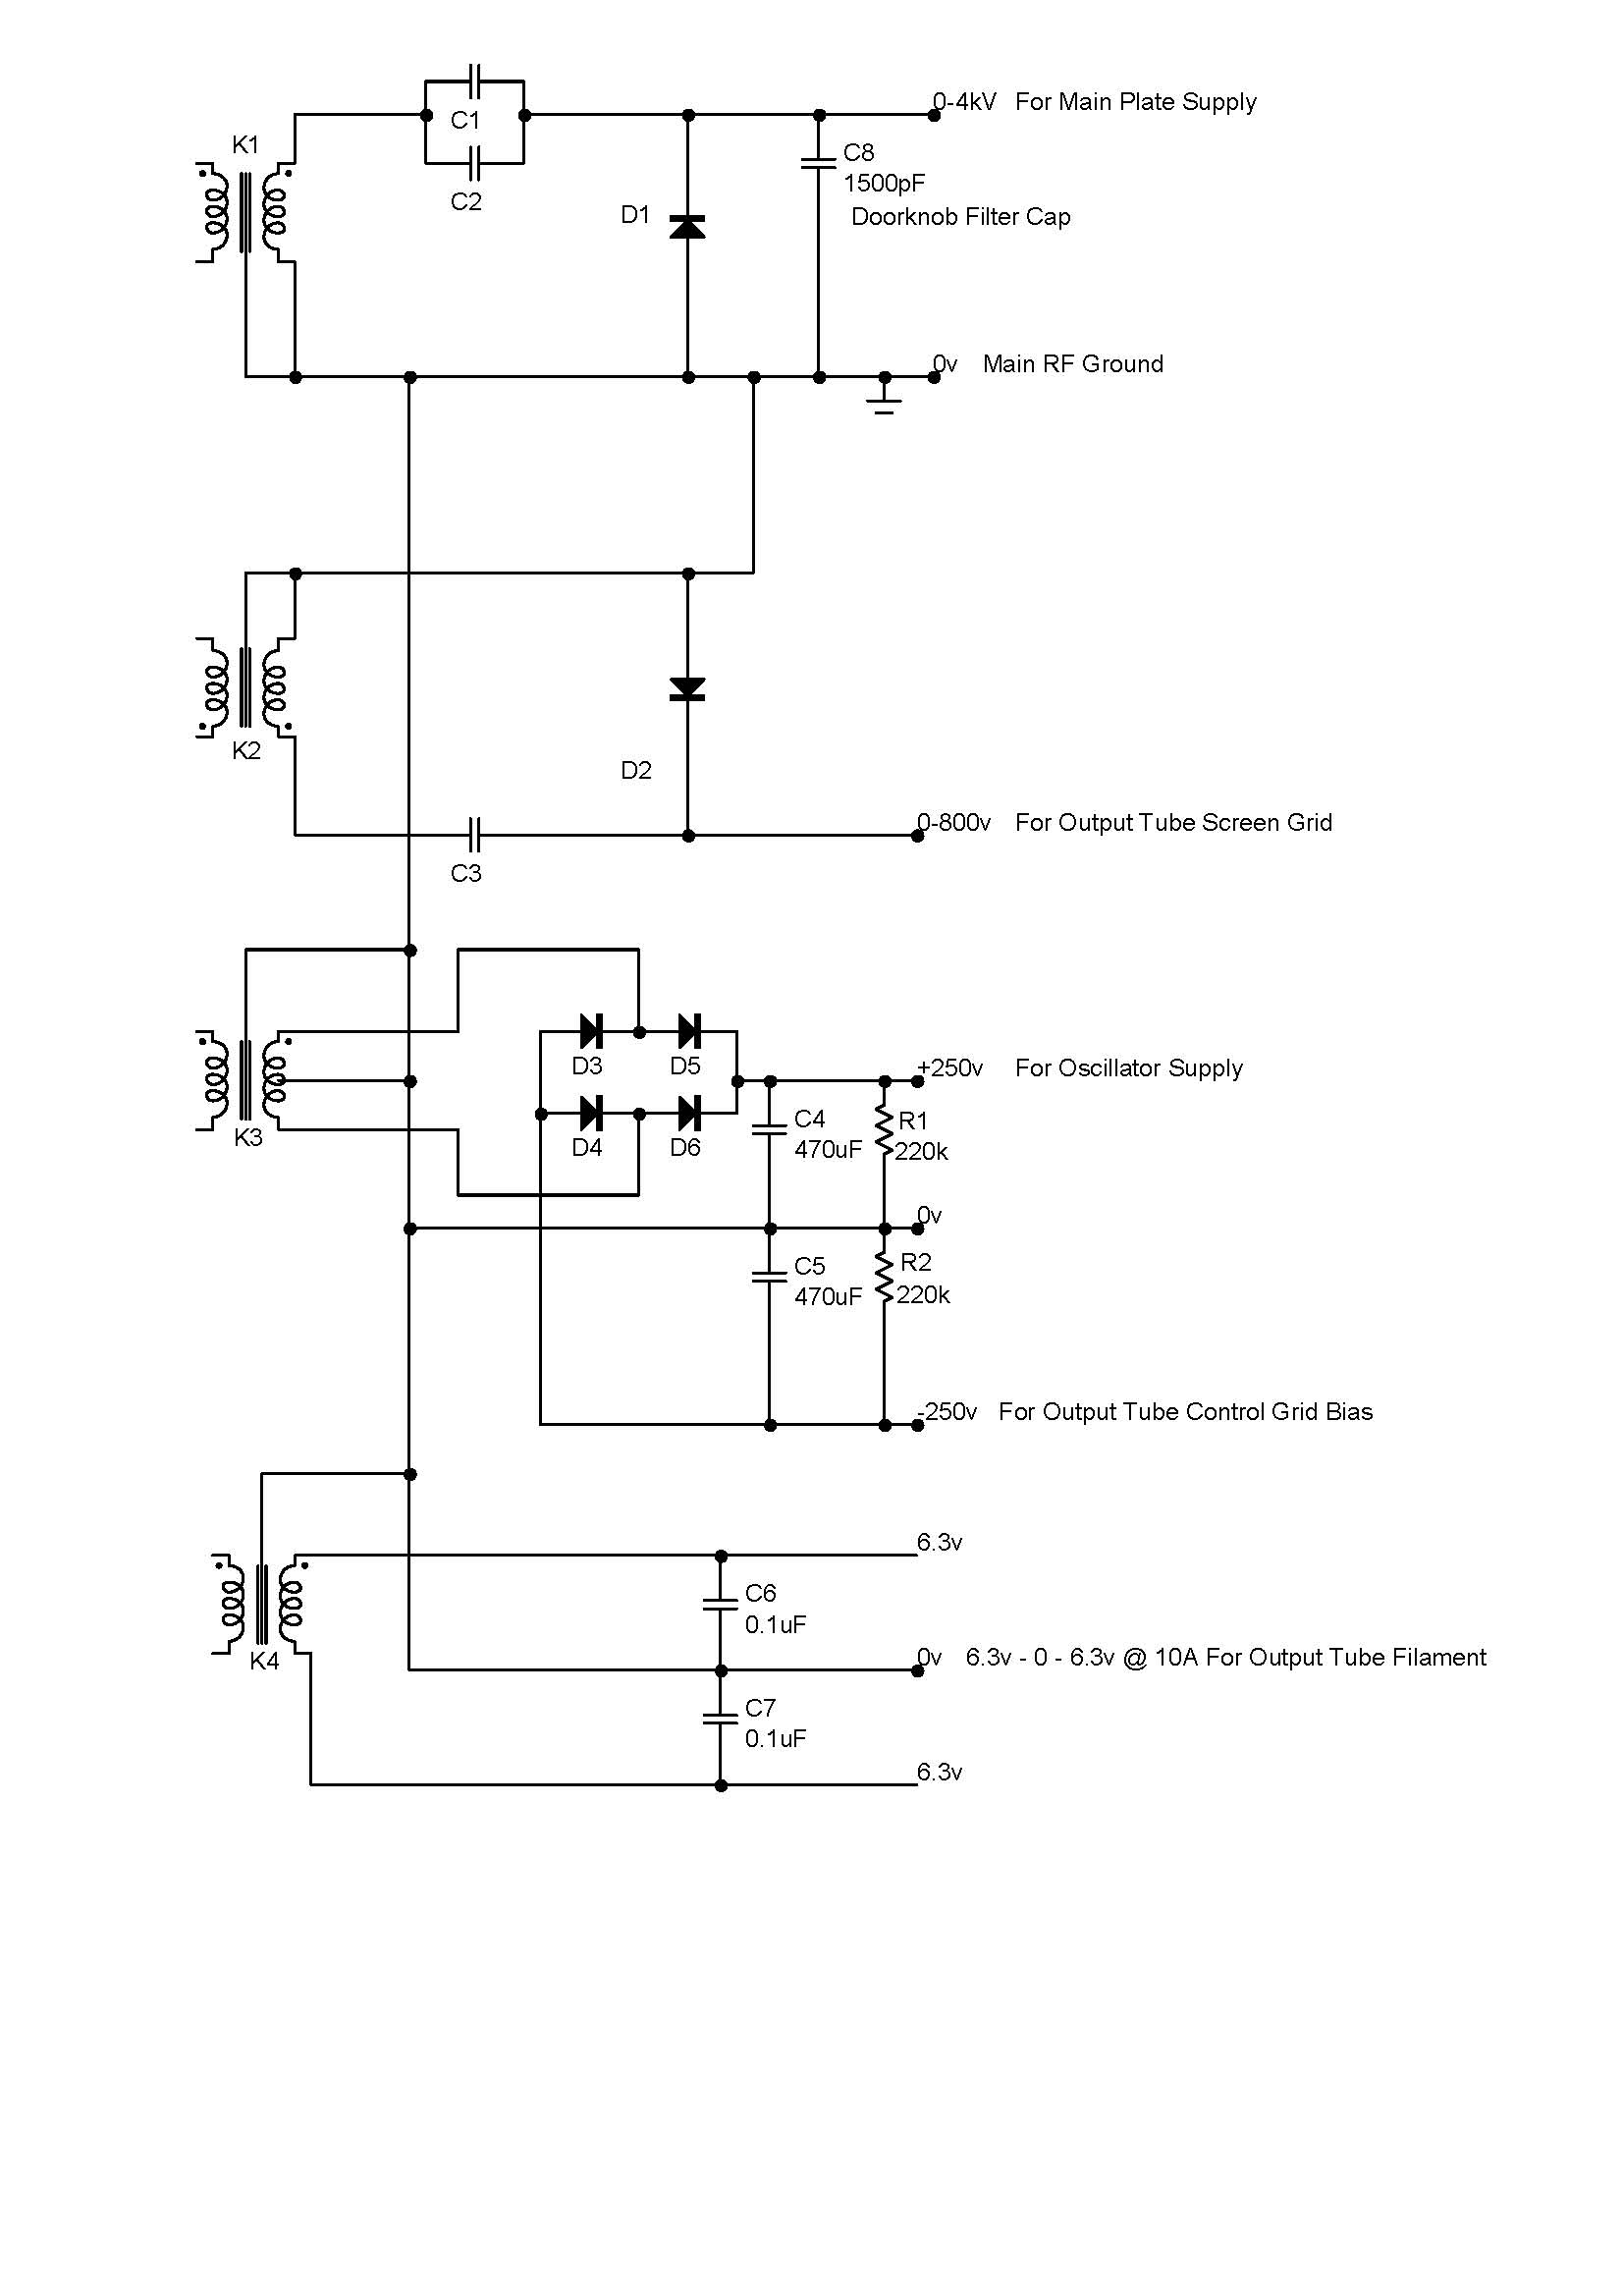 0-4kV For Main Plate Supply
C1
K1
C8
1500pF
C2
D1
Doorknob Filter Cap
0v Main RF Ground
K2
D2
0-800v For Output Tube Screen Grid
C3
D3
D5
+250v For Oscillator Supply
C4
R1
K3
D4
D6
470uF
220k
0v
C5
R2
470uF
220k
-250v For Output Tube Control Grid Bias
6.3v
C6
0.1uF
K4
0v 6.3v - 0 - 6.3v @ 10A For Output Tube Filament
C7
0.1uF
6.3v